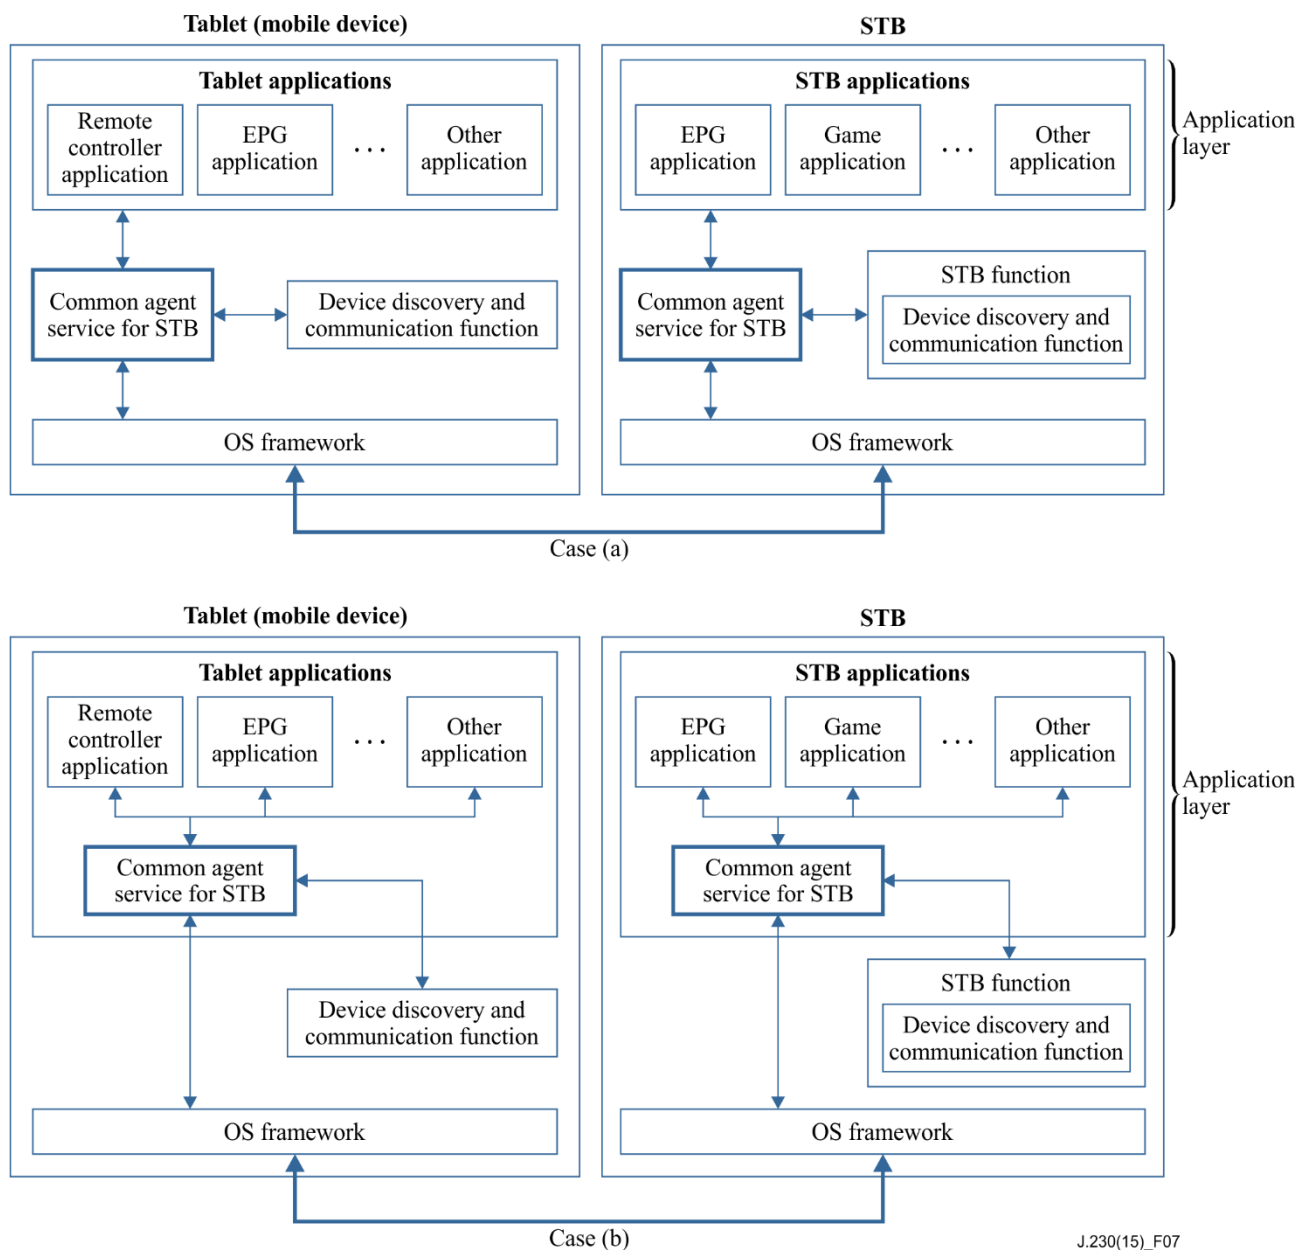 Tablet (mobile device)
STB
Tablet applications
STB applications
Remote
controller
application
EPG
application
. . .
Other
application
EPG
application
Game
application
. . .
Other
application
Application
layer
Common agent
service for STB
Device discovery and
communication function
Common agent
service for STB
STB function
Device discovery and
communication function
OS framework
OS framework
Case (a)
Tablet (mobile device)
STB
Tablet applications
STB applications
Remote
controller
application
EPG
application
. . .
Other
application
EPG
application
Game
application
. . .
Other
application
Application
layer
Common agent
service for STB
Common agent
service for STB
Device discovery and
communication function
STB function
Device discovery and
communication function
OS framework
OS framework
Case (b)
J.230(15)_F07